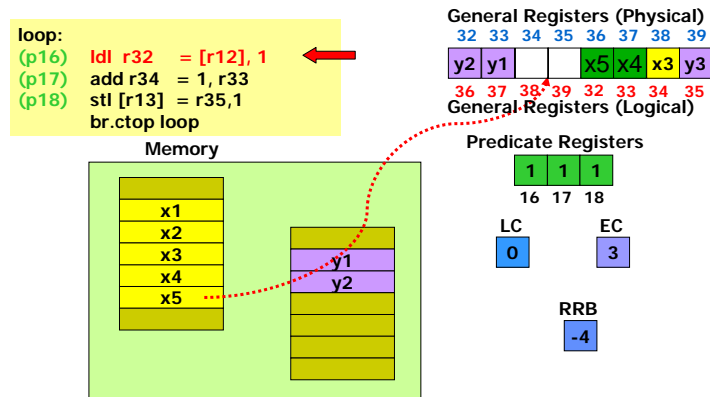 loop:
(p16) ldl r32 = [r12], 1
(p17) add r34 = 1, r33
(p18) stl [r13] = r35,1
br.ctop loop
General Registers (Physical)
32 33 34 35 36 37 38 39
y2 y1 x5 x4 x3 y3
36 37 38 39 32 33 34 35
General Registers (Logical)
Memory
x1
x2
x3
x4
x5
y1
y2
Predicate Registers
1 1 1
16 17 18
LC EC
0 3
RRB
-4